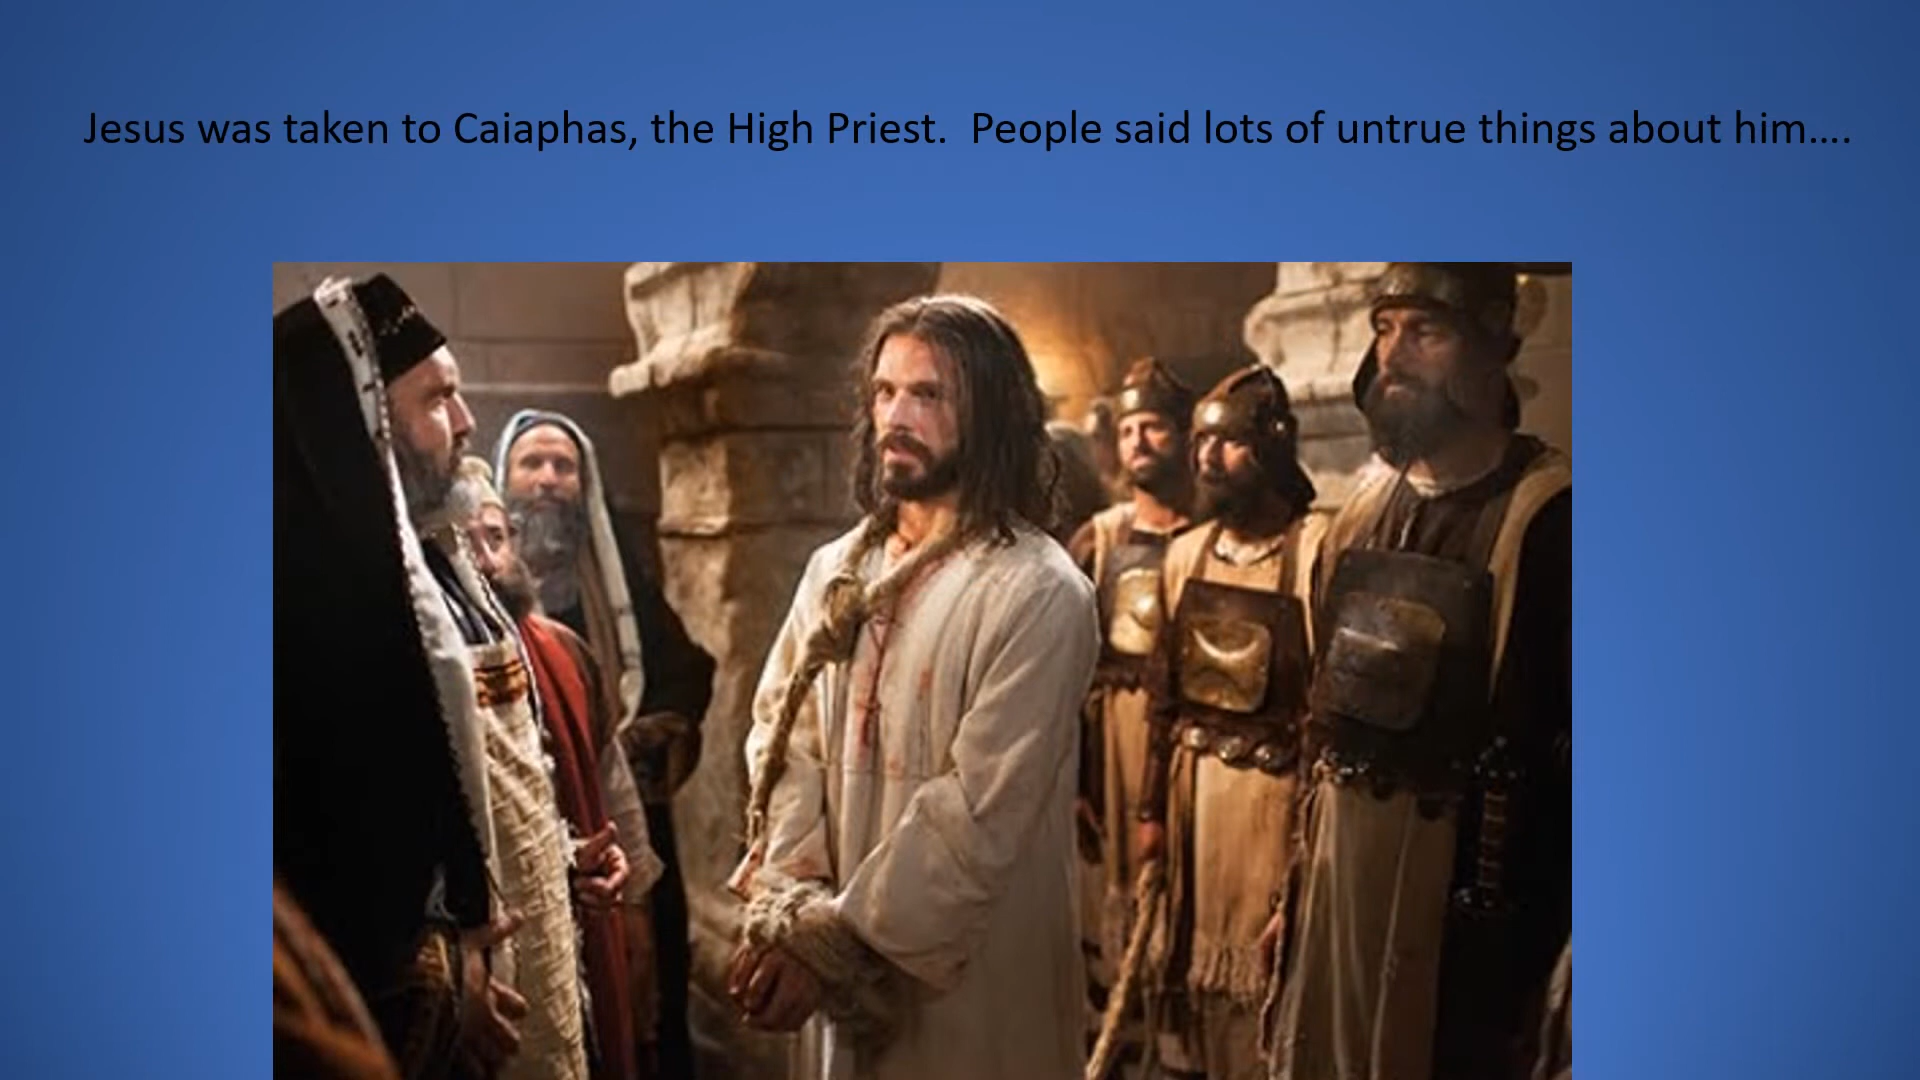 Jesus was taken to Caiaphas, the High Priest.  People said lots of untrue things about him….